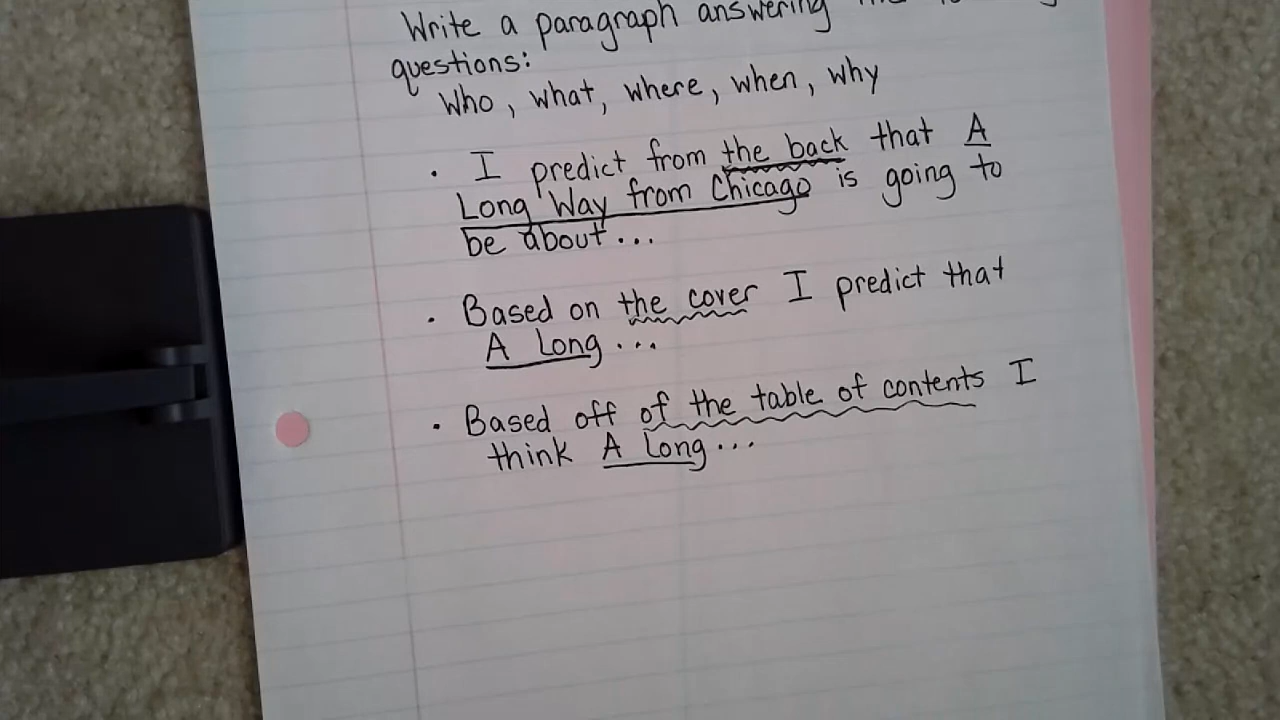 Write a paragraph answering
questions:
Who, what, where, when, why
• I predict from the back that A
Long Way from Chicago is going to
be about...
• Based on the cover I predict that
A Long...
• Based off of the table of contents I
think A Long...